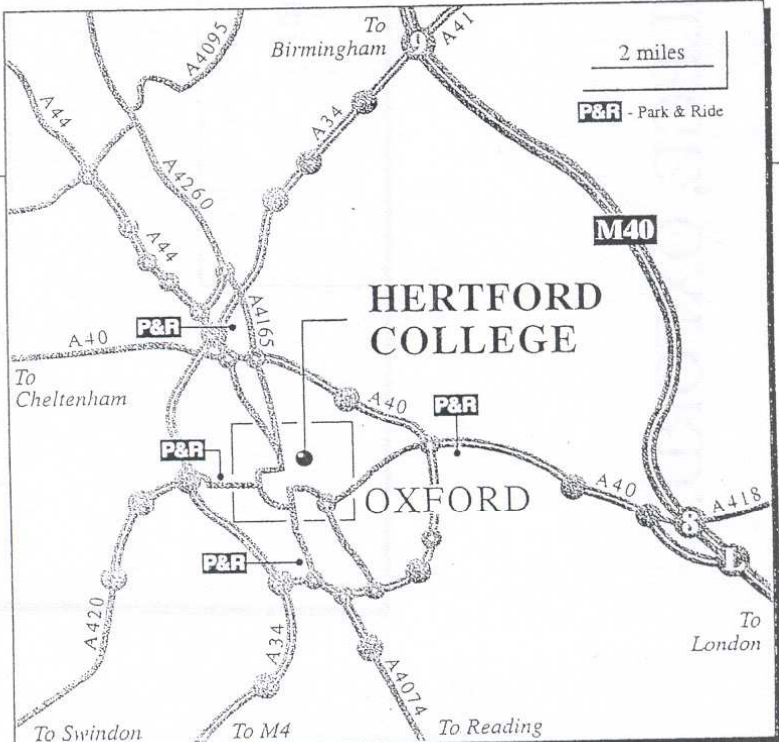 To
Birmingham
9
A41
2 miles
P&R - Park & Ride
A4095
A44
A34
A4260
M40
A44
HERTFORD
COLLEGE
P&R
A4165
A40
To
Cheltenham
A40
P&R
P&R
OXFORD
A40
A418
8
P&R
A420
A34
A4074
To
London
To Swindon
To M4
To Reading